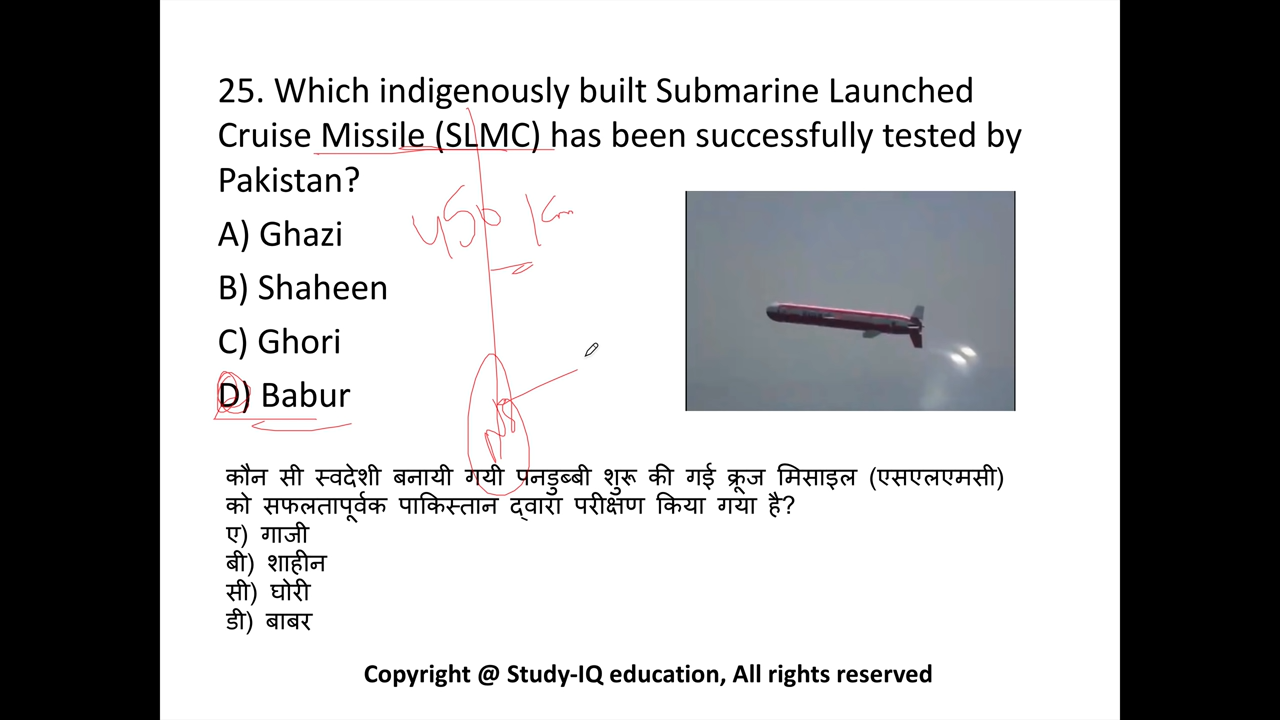 25. Which indigenously built Submarine Launched
Cruise Missile (SLMC) has been successfully tested by
Pakistan?
A) Ghazi
B) Shaheen
C) Ghori
D) Babur
450 Km
कौन सी स्वदेशी बनायी गयी पनडुब्बी शुरू की गई क्रूज मिसाइल (एसएलएमसी)
को सफलतापूर्वक पाकिस्तान द्वारा परीक्षण किया गया है?
ए) गाजी
बी) शाहीन
सी) घोरी
डी) बाबर
Copyright @ Study-IQ education, All rights reserved